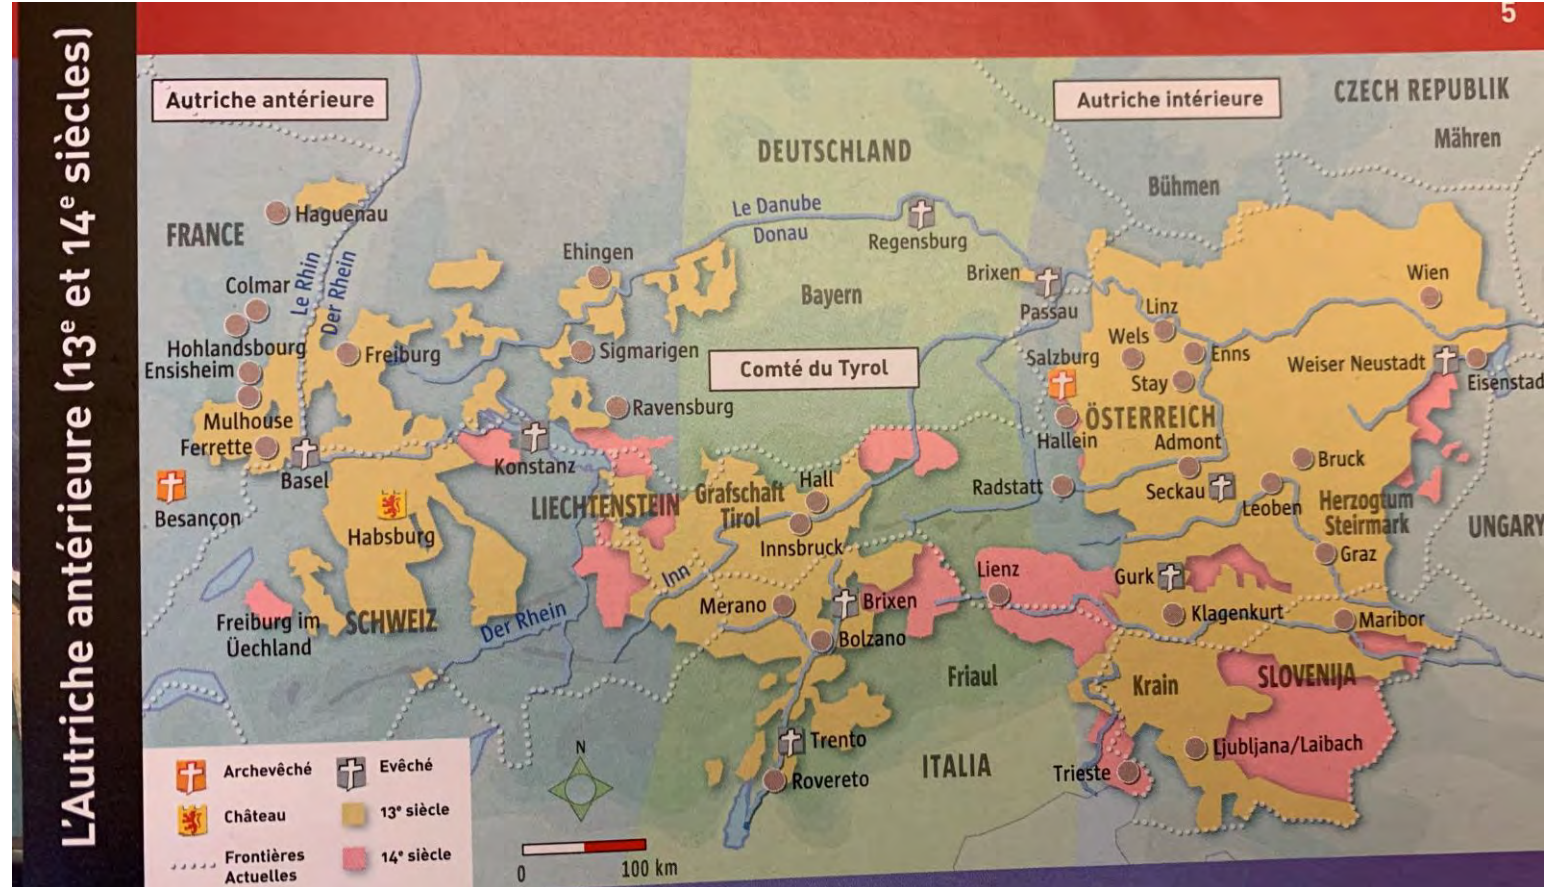 5
L'Autriche antérieure (13e et 14e siècles)
Autriche antérieure
Autriche intérieure
CZECH REPUBLIK
Mähren
DEUTSCHLAND
Bühmen
Haguenau
FRANCE
Le Danube
Donau
Regensburg
Ehingen
Le Rhin
Der Rhein
Colmar
Bayern
Brixen
Passau
Wien
Linz
Hohlandsbourg
Freiburg
Sigmarigen
Comté du Tyrol
Salzburg
Wels
Enns
Weiser Neustadt
Ensisheim
Stay
Eisenstad
Mulhouse
Ravensburg
Hallein
ÖSTERREICH
Ferrette
Basel
Konstanz
Admont
Bruck
Besançon
Habsburg
LIECHTENSTEIN
Grafschaft
Tirol
Hall
Radstatt
Seckau
Leoben
Herzogtum
Steirmark
UNGARY
Innsbruck
Graz
Inn
Lienz
Gurk
Freiburg im
Üechland
SCHWEIZ
Der Rhein
Merano
Brixen
Klagenkurt
Maribor
Bolzano
Friaul
Krain
SLOVENIJA
Trento
ITALIA
Ljubljana/Laibach
Rovereto
Trieste
Archevêché
Evêché
Château
13e siècle
Frontières
Actuelles
14e siècle
N
0
100 km